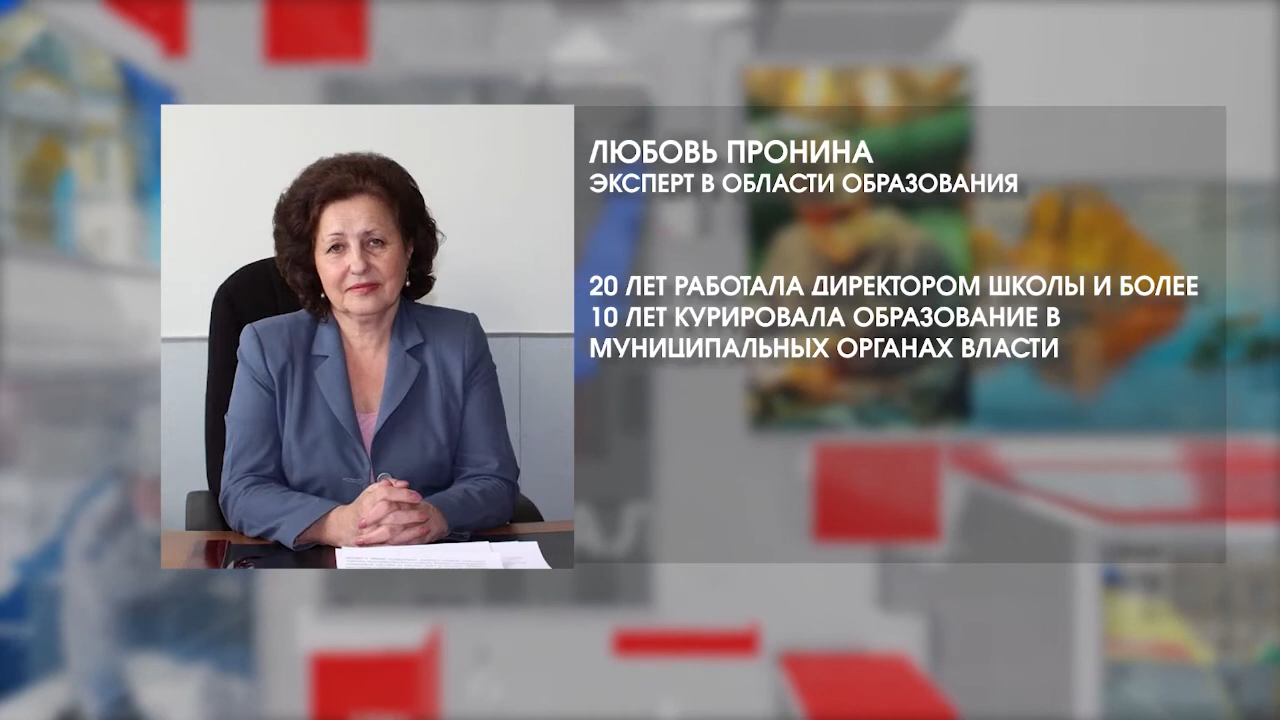 ЛЮБОВЬ ПРОНИНА
ЭКСПЕРТ В ОБЛАСТИ ОБРАЗОВАНИЯ
20 ЛЕТ РАБОТАЛА ДИРЕКТОРОМ ШКОЛЫ И БОЛЕЕ
10 ЛЕТ КУРИРОВАЛА ОБРАЗОВАНИЕ В
МУНИЦИПАЛЬНЫХ ОРГАНАХ ВЛАСТИ